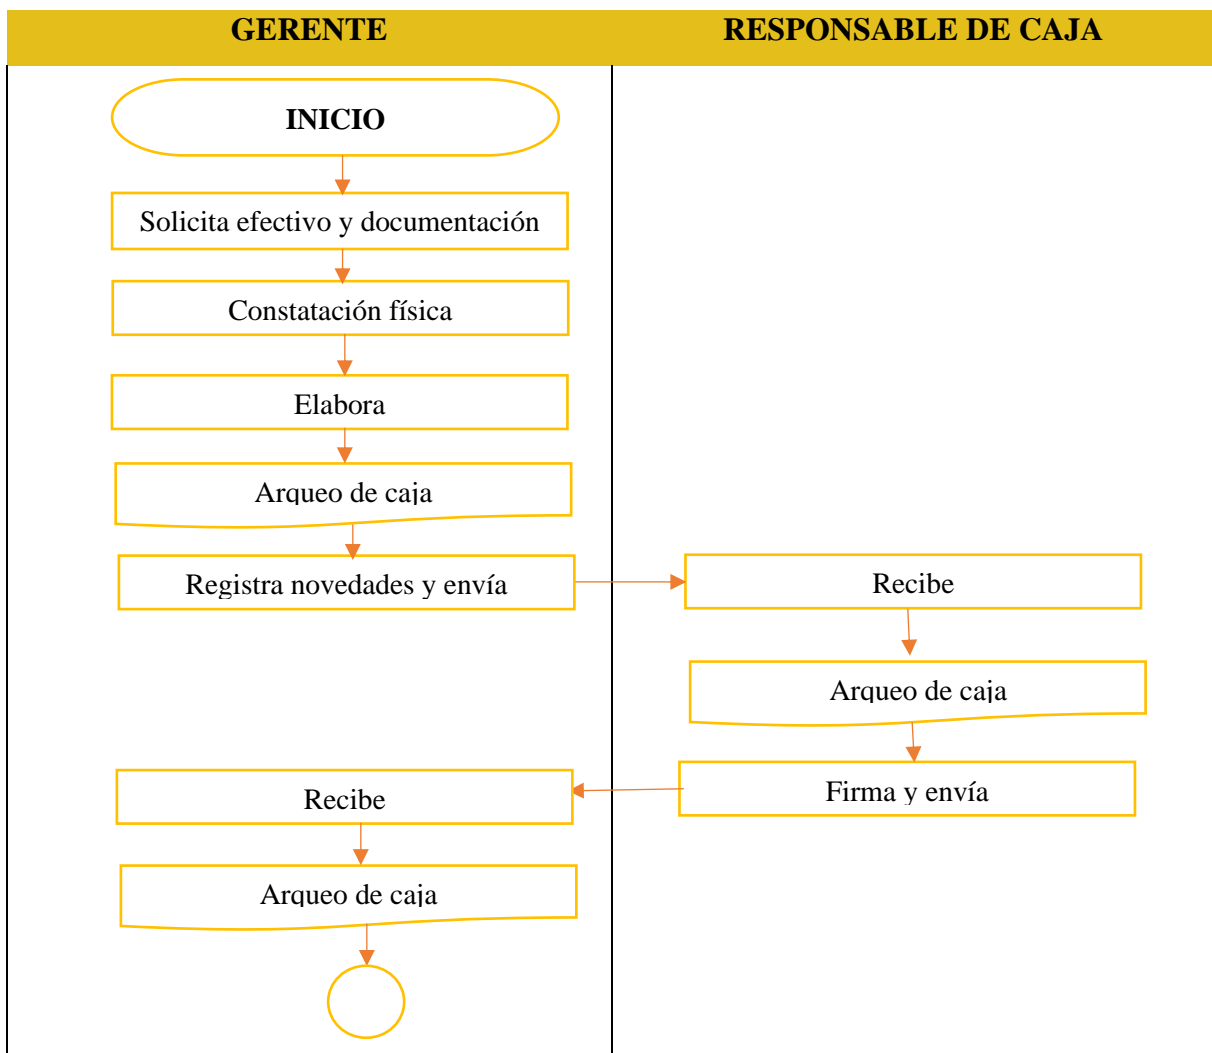 GERENTE
RESPONSABLE DE CAJA
INICIO
Solicita efectivo y documentación
Constatación física
Elabora
Arqueo de caja
Registra novedades y envía
Recibe
Arqueo de caja
Firma y envía
Recibe
Arqueo de caja